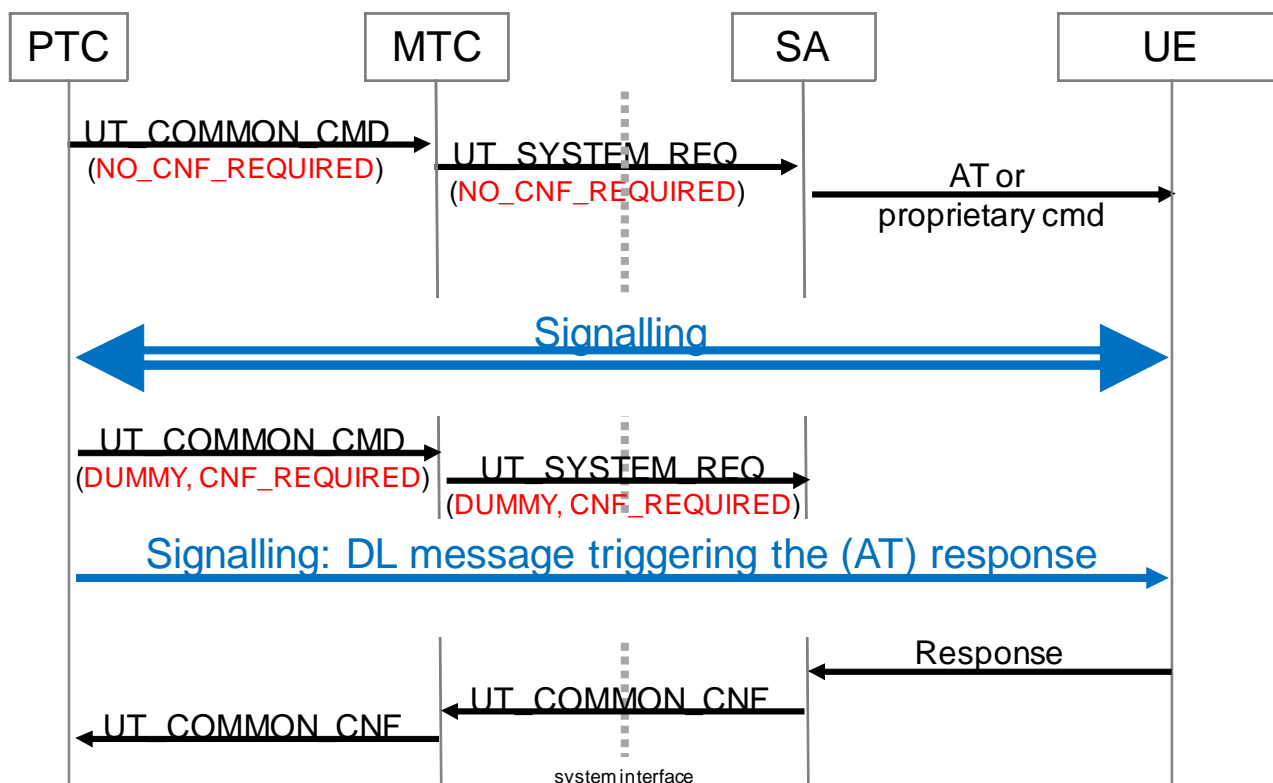 PTC MTC SA UE
UT_COMMON_CMD
(NO_CNF_REQUIRED)
UT_SYSTEM_REQ
(NO_CNF_REQUIRED)
AT or
proprietary cmd
Signalling
UT_COMMON_CMD
(DUMMY, CNF_REQUIRED)
UT_SYSTEM_REQ
(DUMMY, CNF_REQUIRED)
Signalling: DL message triggering the (AT) response
Response
UT_COMMON_CNF
UT_COMMON_CNF
system interface